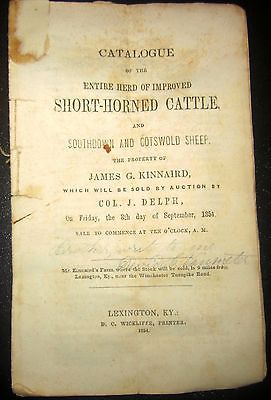 CATALOGUE
OF THE
ENTIRE HERD OF IMPROVED
SHORT-HORNED CATTLE,
AND
SOUTHDOWN AND COTSWOLD SHEEP,
THE PROPERTY OF
JAMES G. KINNAIRD,
WHICH WILL BE SOLD BY AUCTION BY
COL. J. DELPH,
On Friday, the 8th day of September, 1854.
SALE TO COMMENCE AT TEN O'CLOCK, A. M.
Mr. Kinnaird's Farm, where the Stock will be sold, is 9 miles from
Lexington, Ky., near the Winchester Turnpike Road.
LEXINGTON, KY.:
D. C. WICKLIFFE, PRINTER.
1854.